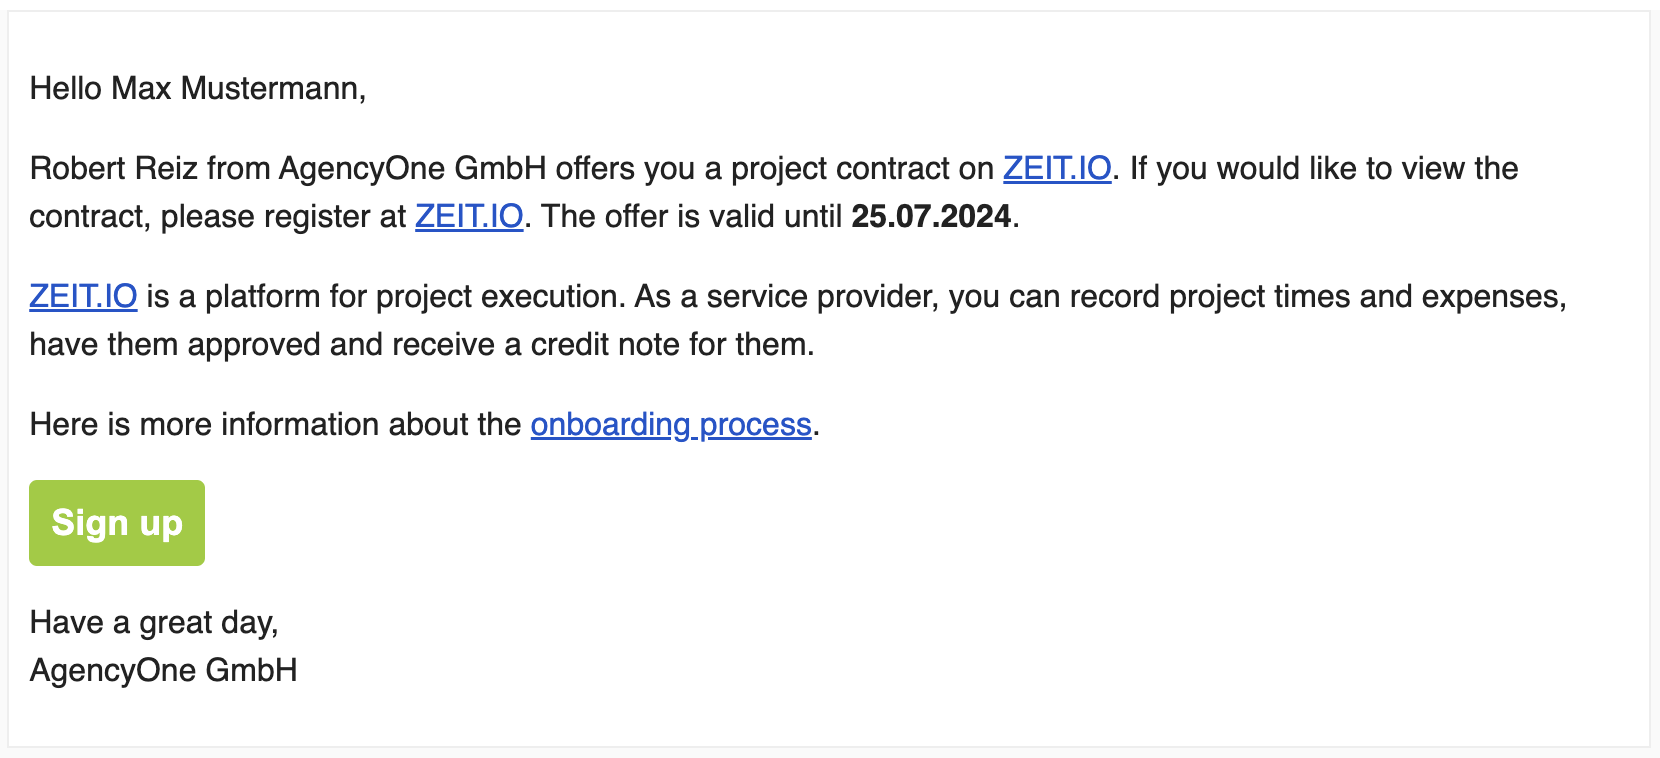 Hello Max Mustermann,
Robert Reiz from AgencyOne GmbH offers you a project contract on ZEIT.IO. If you would like to view the
contract, please register at ZEIT.IO. The offer is valid until 25.07.2024.
ZEIT.IO is a platform for project execution. As a service provider, you can record project times and expenses,
have them approved and receive a credit note for them.
Here is more information about the onboarding process.
Sign up
Have a great day,
AgencyOne GmbH